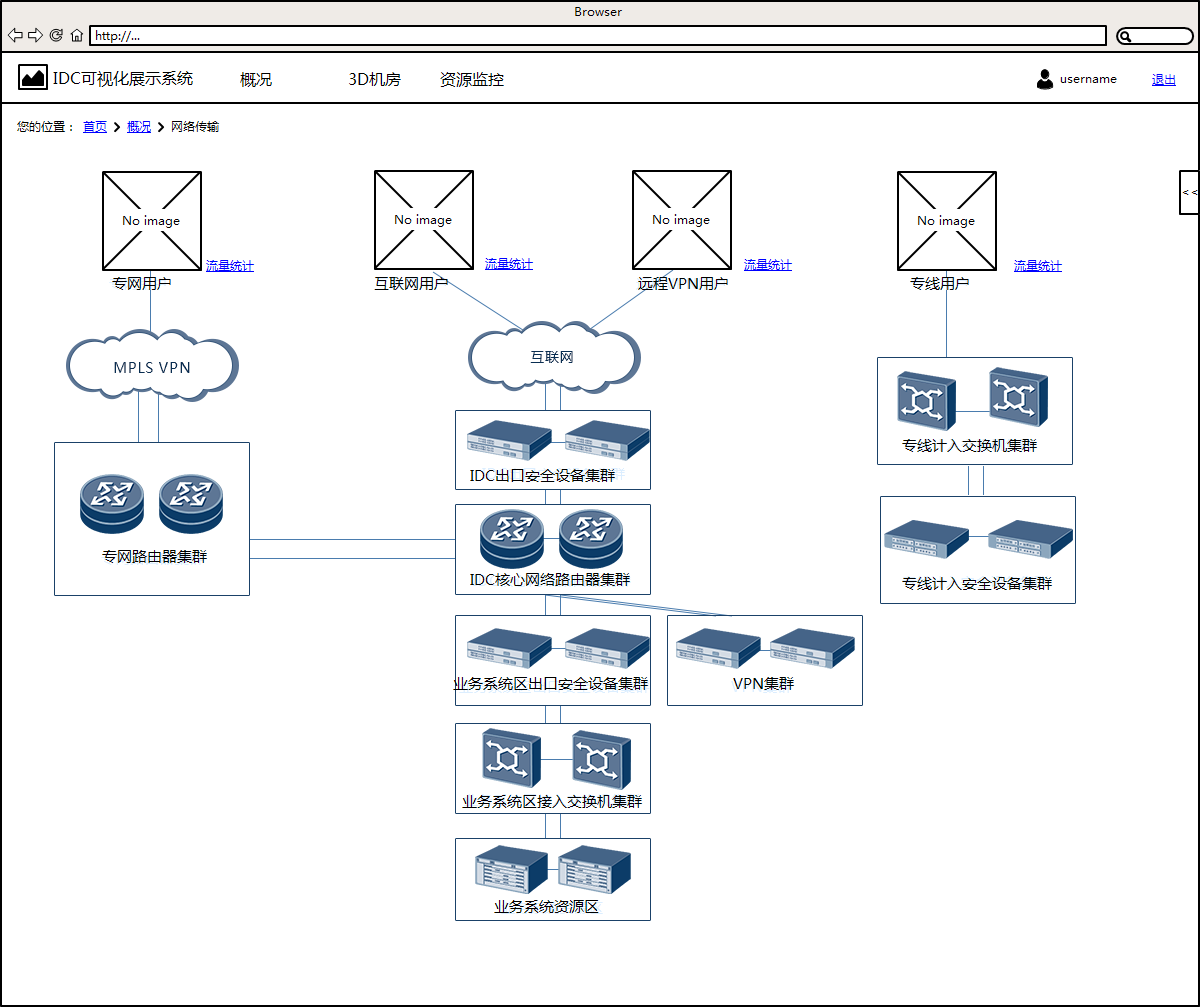 Browser
http://...
IDC可视化展示系统 概况 3D机房 资源监控 username 退出
您的位置： 首页 > 概况 > 网络传输
No image No image No image No image
<<
流量统计 流量统计 流量统计 流量统计
专网用户 互联网用户 远程VPN用户 专线用户
MPLS VPN 互联网
专线计入交换机集群
IDC出口安全设备集群
专网路由器集群
IDC核心网络路由器集群
专线计入安全设备集群
业务系统区出口安全设备集群 VPN集群
业务系统区接入交换机集群
业务系统资源区